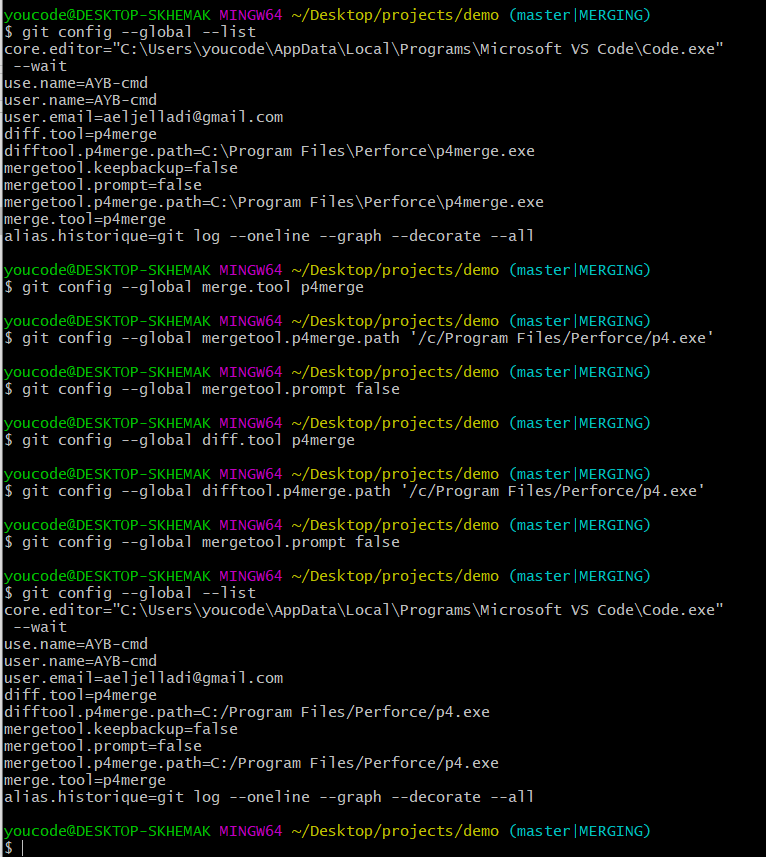 youcode@DESKTOP-SKHEMAK MINGW64 ~/Desktop/projects/demo (master|MERGING)
$ git config --global --list
core.editor="C:\Users\youcode\AppData\Local\Programs\Microsoft VS Code\Code.exe"
 --wait
use.name=AYB-cmd
user.name=AYB-cmd
user.email=aeljelladi@gmail.com
diff.tool=p4merge
difftool.p4merge.path=C:\Program Files\Perforce\p4merge.exe
mergetool.keepbackup=false
mergetool.prompt=false
mergetool.p4merge.path=C:\Program Files\Perforce\p4merge.exe
merge.tool=p4merge
alias.historique=git log --oneline --graph --decorate --all
youcode@DESKTOP-SKHEMAK MINGW64 ~/Desktop/projects/demo (master|MERGING)
$ git config --global merge.tool p4merge
youcode@DESKTOP-SKHEMAK MINGW64 ~/Desktop/projects/demo (master|MERGING)
$ git config --global mergetool.p4merge.path '/c/Program Files/Perforce/p4.exe'
youcode@DESKTOP-SKHEMAK MINGW64 ~/Desktop/projects/demo (master|MERGING)
$ git config --global mergetool.prompt false
youcode@DESKTOP-SKHEMAK MINGW64 ~/Desktop/projects/demo (master|MERGING)
$ git config --global diff.tool p4merge
youcode@DESKTOP-SKHEMAK MINGW64 ~/Desktop/projects/demo (master|MERGING)
$ git config --global difftool.p4merge.path '/c/Program Files/Perforce/p4.exe'
youcode@DESKTOP-SKHEMAK MINGW64 ~/Desktop/projects/demo (master|MERGING)
$ git config --global mergetool.prompt false
youcode@DESKTOP-SKHEMAK MINGW64 ~/Desktop/projects/demo (master|MERGING)
$ git config --global --list
core.editor="C:\Users\youcode\AppData\Local\Programs\Microsoft VS Code\Code.exe"
 --wait
use.name=AYB-cmd
user.name=AYB-cmd
user.email=aeljelladi@gmail.com
diff.tool=p4merge
difftool.p4merge.path=C:/Program Files/Perforce/p4.exe
mergetool.keepbackup=false
mergetool.prompt=false
mergetool.p4merge.path=C:/Program Files/Perforce/p4.exe
merge.tool=p4merge
alias.historique=git log --oneline --graph --decorate --all
youcode@DESKTOP-SKHEMAK MINGW64 ~/Desktop/projects/demo (master|MERGING)
$